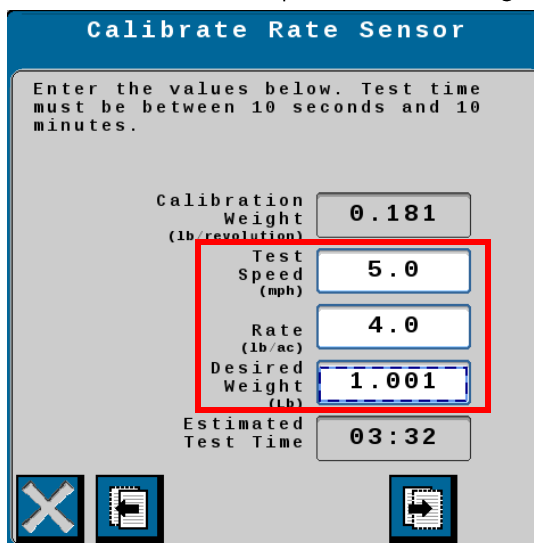 Calibrate Rate Sensor
Enter the values below. Test time
must be between 10 seconds and 10
minutes.
Calibration
Weight
(lb/revolution)
0.181
Test
Speed
(mph)
5.0
Rate
(lb/ac)
4.0
Desired
Weight
(Lb)
1.001
Estimated
Test Time
03:32